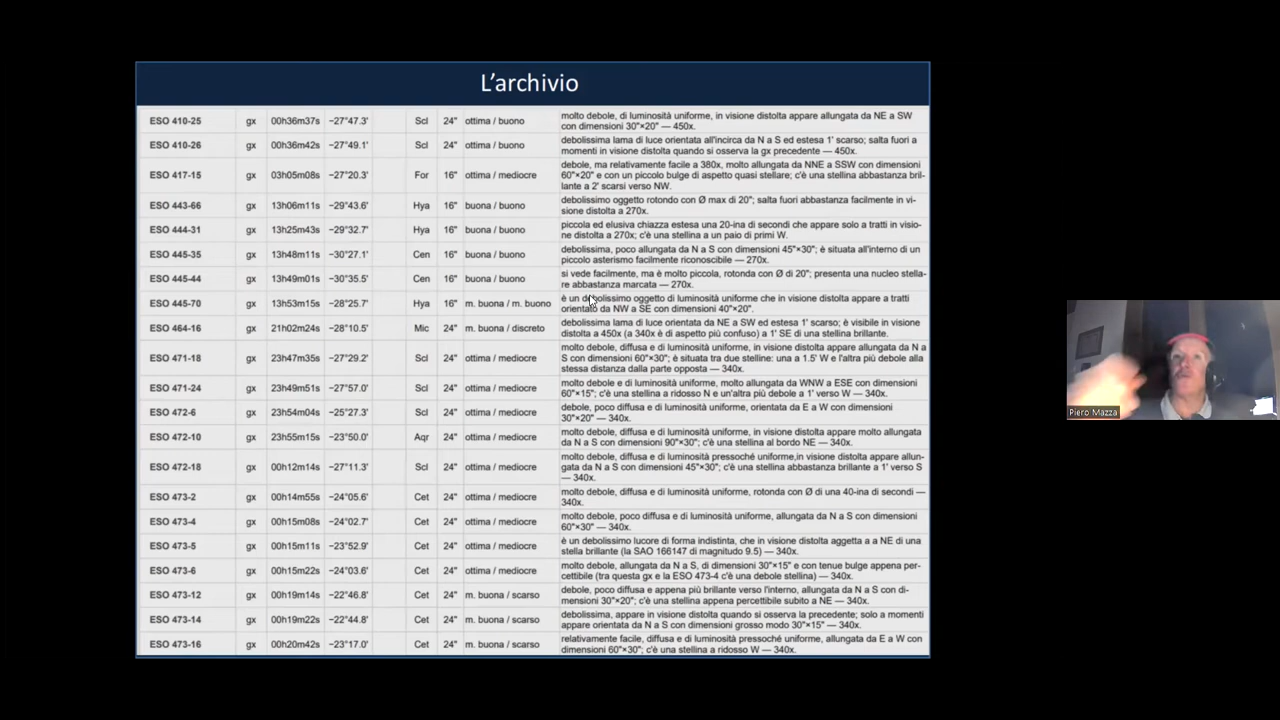 L'archivio
ESO 410-25 gx 00h36m37s −27°47.3' Scl 24" ottima / buono molto debole, di luminosità uniforme, in visione distolta appare allungata da NE a SW
con dimensioni 30"×20" — 450x.
ESO 410-26 gx 00h36m42s −27°49.1' Scl 24" ottima / buono debolissima lama di luce orientata all'incirca da N a S ed estesa 1' scarso; salta fuori a
momenti in visione distolta quando si osserva la gx precedente — 450x.
ESO 417-15 gx 03h05m08s −27°20.3' For 16" ottima / mediocre debole, ma relativamente facile a 380x, molto allungata da NNE a SSW con dimensioni
60"×20" e con un piccolo bulge di aspetto quasi stellare; c'è una stellina abbastanza bril-
lante a 2' scarsi verso NW.
ESO 443-66 gx 13h06m11s −29°43.6' Hya 16" buona / buono debolissimo oggetto rotondo con Ø max di 20"; salta fuori abbastanza facilmente in vi-
sione distolta a 270x.
ESO 444-31 gx 13h25m43s −29°32.7' Hya 16" buona / buono piccola ed elusiva chiazza estesa una 20-ina di secondi che appare solo a tratti in visio-
ne distolta a 270x; c'è una stellina a un paio di primi W.
ESO 445-35 gx 13h48m11s −30°27.1' Cen 16" buona / buono debolissima, poco allungata da N a S con dimensioni 45"×30"; è situata all'interno di un
piccolo asterismo facilmente riconoscibile — 270x.
ESO 445-44 gx 13h49m01s −30°35.5' Cen 16" buona / buono si vede facilmente, ma è molto piccola, rotonda con Ø di 20"; presenta una nucleo stella-
re abbastanza marcata — 270x.
ESO 445-70 gx 13h53m15s −28°25.7' Hya 16" m. buona / m. buono è un debolissimo oggetto di luminosità uniforme che in visione distolta appare a tratti
orientato da NW a SE con dimensioni 40"×20".
ESO 464-16 gx 21h02m24s −28°10.5' Mic 24" m. buona / discreto debolissima lama di luce orientata da NE a SW ed estesa 1' scarso; è visibile in visione
distolta a 450x (a 340x è di aspetto più confuso) a 1' SE di una stellina brillante.
ESO 471-18 gx 23h47m35s −27°29.2' Scl 24" ottima / mediocre molto debole, diffusa e di luminosità uniforme, in visione distolta appare allungata da N a
S con dimensioni 60"×30"; è situata tra due stelline: una a 1.5' W e l'altra più debole alla
stessa distanza dalla parte opposta — 340x.
ESO 471-24 gx 23h49m51s −27°57.0' Scl 24" ottima / mediocre molto debole e di luminosità uniforme, molto allungata da WNW a ESE con dimensioni
60"×15"; c'è una stellina a ridosso N e un'altra più debole a 1' verso W — 340x.
ESO 472-6 gx 23h54m04s −25°27.3' Scl 24" ottima / mediocre debole, poco diffusa e di luminosità uniforme, orientata da E a W con dimensioni
30"×20" — 340x.
ESO 472-10 gx 23h55m15s −23°50.0' Aqr 24" ottima / mediocre molto debole, diffusa e di luminosità uniforme, in visione distolta appare molto allungata
da N a S con dimensioni 90"×30"; c'è una stellina al bordo NE — 340x.
ESO 472-18 gx 00h12m14s −27°11.3' Scl 24" ottima / mediocre molto debole, diffusa e di luminosità pressoché uniforme,in visione distolta appare allun-
gata da N a S con dimensioni 45"×30"; c'è una stellina abbastanza brillante a 1' verso S
— 340x.
ESO 473-2 gx 00h14m55s −24°05.6' Cet 24" ottima / mediocre molto debole, diffusa e di luminosità uniforme, rotonda con Ø di una 40-ina di secondi —
340x.
ESO 473-4 gx 00h15m08s −24°02.7' Cet 24" ottima / mediocre molto debole, poco diffusa e di luminosità uniforme, allungata da N a S con dimensioni
60"×30" — 340x.
ESO 473-5 gx 00h15m11s −23°52.9' Cet 24" ottima / mediocre è un debolissimo lucore di forma indistinta, che in visione distolta aggetta a a NE di una
stella brillante (la SAO 166147 di magnitudo 9.5) — 340x.
ESO 473-6 gx 00h15m22s −24°03.6' Cet 24" ottima / mediocre molto debole, allungata da N a S, di dimensioni 30"×15" e con tenue bulge appena per-
cettibile (tra questa gx e la ESO 473-4 c'è una debole stellina) — 340x.
ESO 473-12 gx 00h19m14s −22°46.8' Cet 24" m. buona / scarso debole, poco diffusa e appena più brillante verso l'interno, allungata da N a S con di-
mensioni 30"×20"; c'è una stellina appena percettibile subito a NE — 340x.
ESO 473-14 gx 00h19m22s −22°44.8' Cet 24" m. buona / scarso debolissima, appare in visione distolta quando si osserva la precedente; solo a momenti
appare orientata da N a S con dimensioni grosso modo 30"×15" — 340x.
ESO 473-16 gx 00h20m42s −23°17.0' Cet 24" m. buona / scarso relativamente facile, diffusa e di luminosità pressoché uniforme, allungata da E a W con
dimensioni 60"×30"; c'è una stellina a ridosso W — 340x.
Piero Mazza